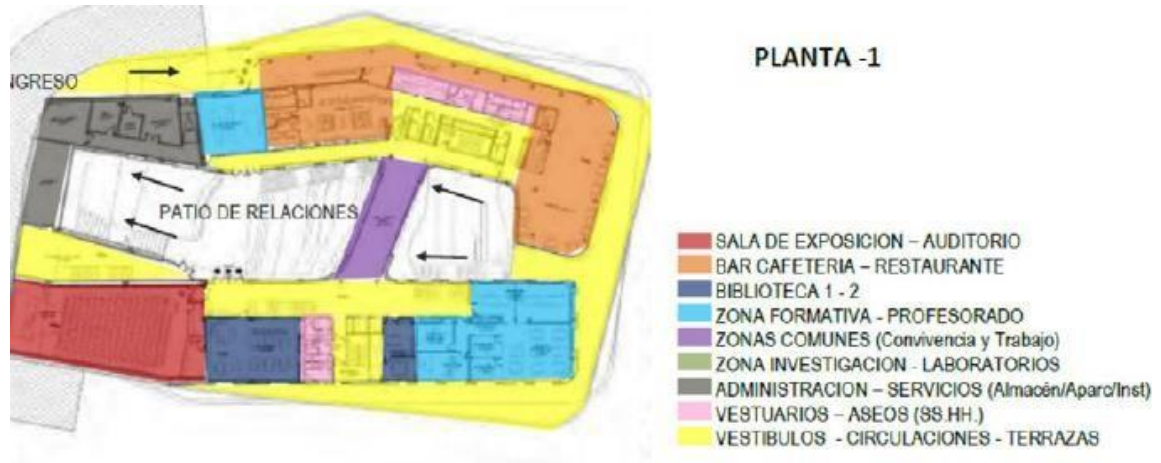 PLANTA -1
NGRESO
PATIO DE RELACIONES
SALA DE EXPOSICION – AUDITORIO
BAR CAFETERIA – RESTAURANTE
BIBLIOTECA 1 - 2
ZONA FORMATIVA - PROFESORADO
ZONAS COMUNES (Convivencia y Trabajo)
ZONA INVESTIGACION - LABORATORIOS
ADMINISTRACION – SERVICIOS (Almacén/Aparc/Inst)
VESTUARIOS – ASEOS (SS.HH.)
VESTIBULOS - CIRCULACIONES - TERRAZAS